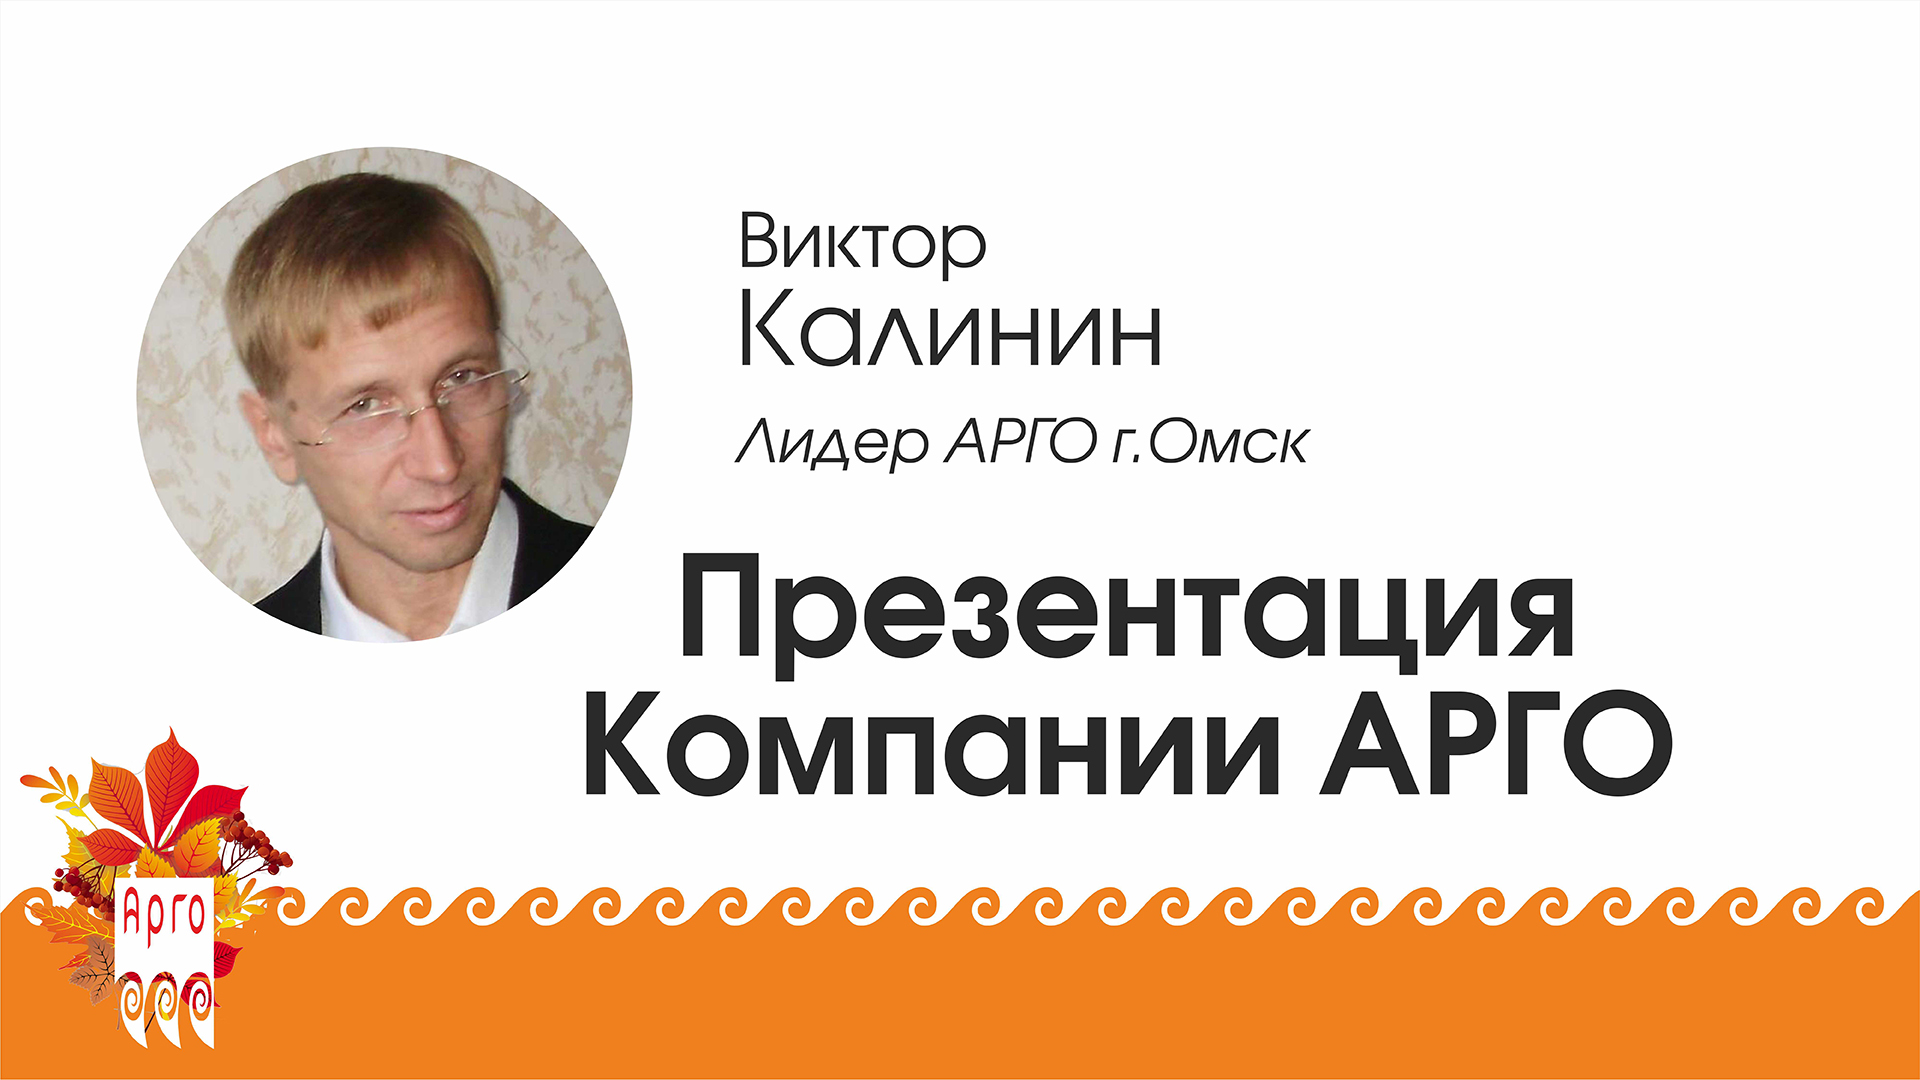 Виктор
Калинин
Лидер АРГО г.Омск
Презентация
Компании АРГО
Арго